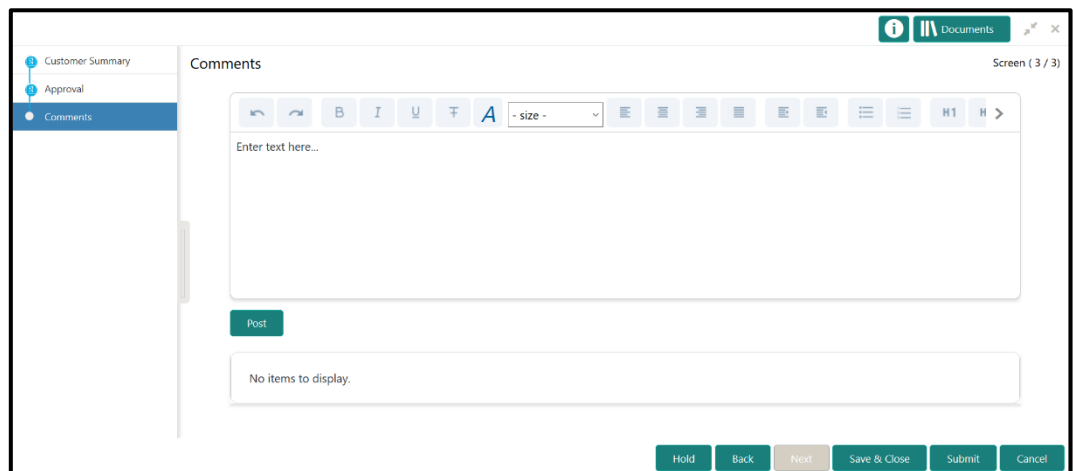 Documents
Customer Summary
Approval
Comments
Comments
Screen ( 3 / 3)
B I U T A - size - H1 H
Enter text here...
Post
No items to display.
Hold Back Next Save & Close Submit Cancel